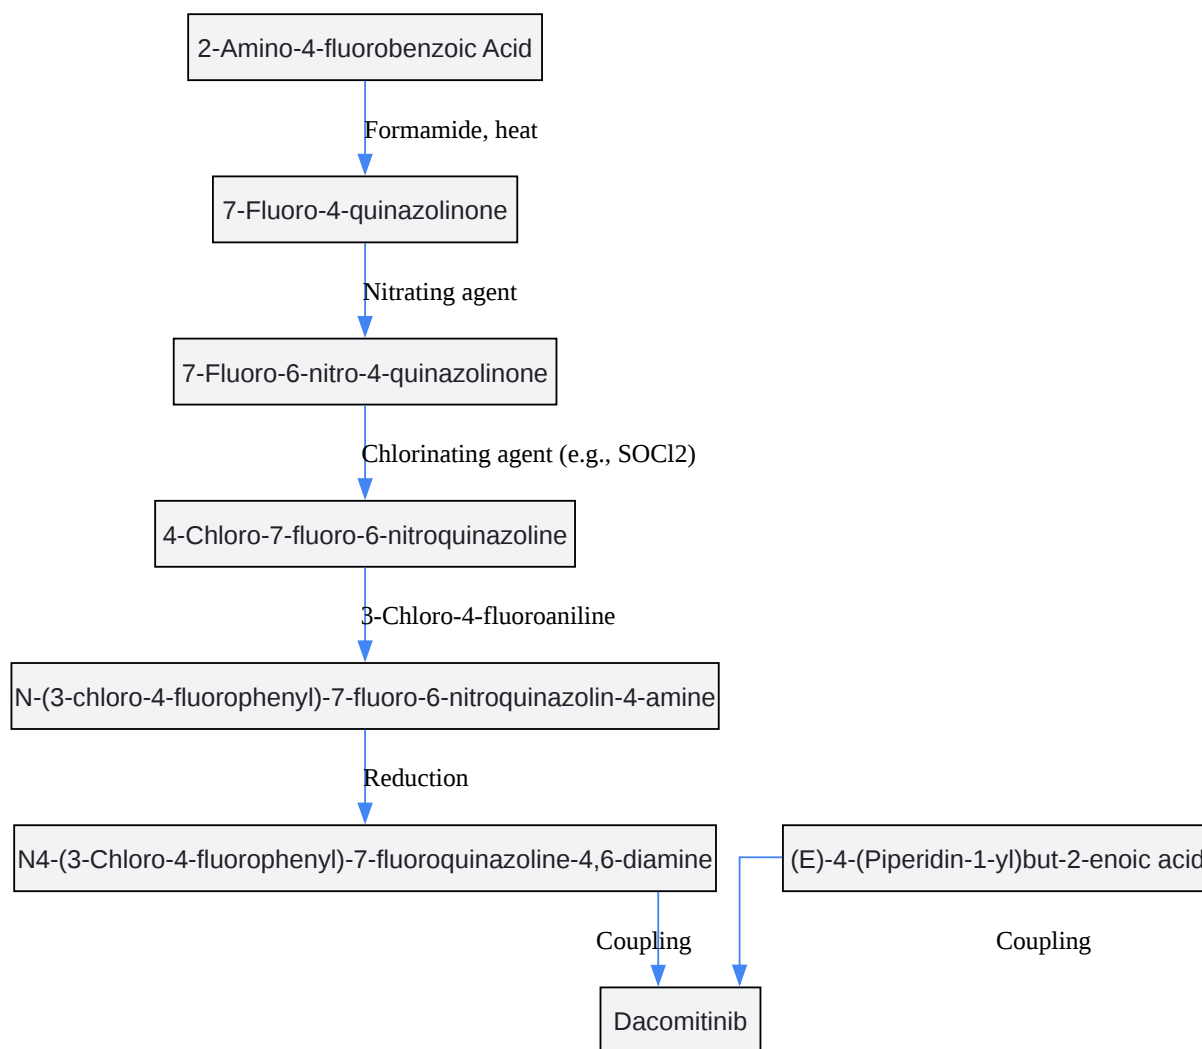 2-Amino-4-fluorobenzoic Acid
Formamide, heat
7-Fluoro-4-quinazolinone
Nitrating agent
7-Fluoro-6-nitro-4-quinazolinone
Chlorinating agent (e.g., SOCl2)
4-Chloro-7-fluoro-6-nitroquinazoline
3-Chloro-4-fluoroaniline
N-(3-chloro-4-fluorophenyl)-7-fluoro-6-nitroquinazolin-4-amine
Reduction
N4-(3-Chloro-4-fluorophenyl)-7-fluoroquinazoline-4,6-diamine
(E)-4-(Piperidin-1-yl)but-2-enoic acid
Coupling
Coupling
Dacomitinib